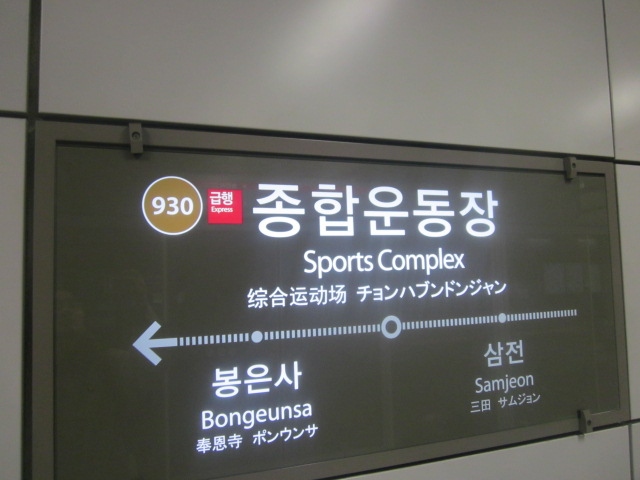 930 급행 Express 종합운동장
Sports Complex
综合运动场 チョンハブンドンジャン
봉은사
Bongeunsa
奉恩寺 ポンウンサ
삼전
Samjeon
三田 サムジョン